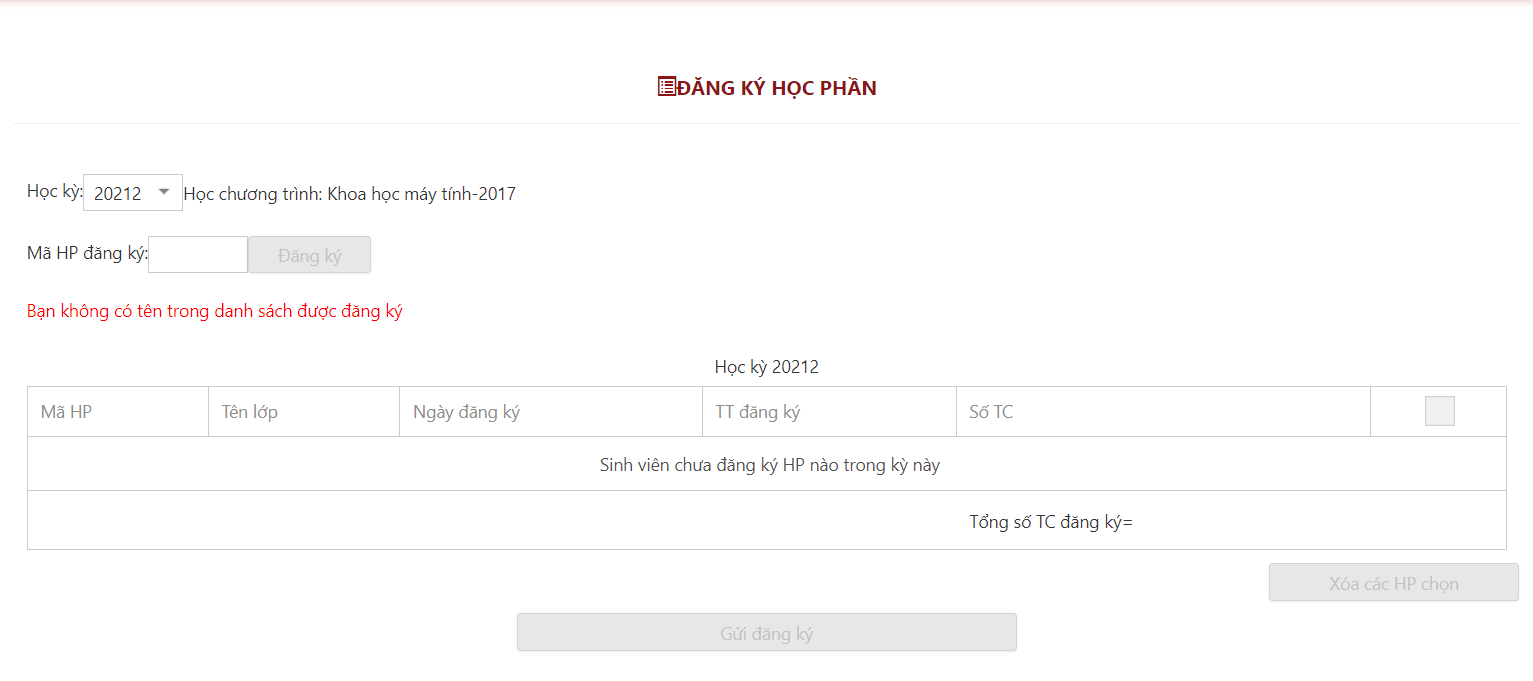 ĐĂNG KÝ HỌC PHẦN
Học kỳ: 20212 Học chương trình: Khoa học máy tính-2017
Mã HP đăng ký: Đăng ký
Bạn không có tên trong danh sách được đăng ký
Học kỳ 20212
Mã HP Tên lớp Ngày đăng ký TT đăng ký Số TC
Sinh viên chưa đăng ký HP nào trong kỳ này
Tổng số TC đăng ký=
Xóa các HP chọn
Gửi đăng ký